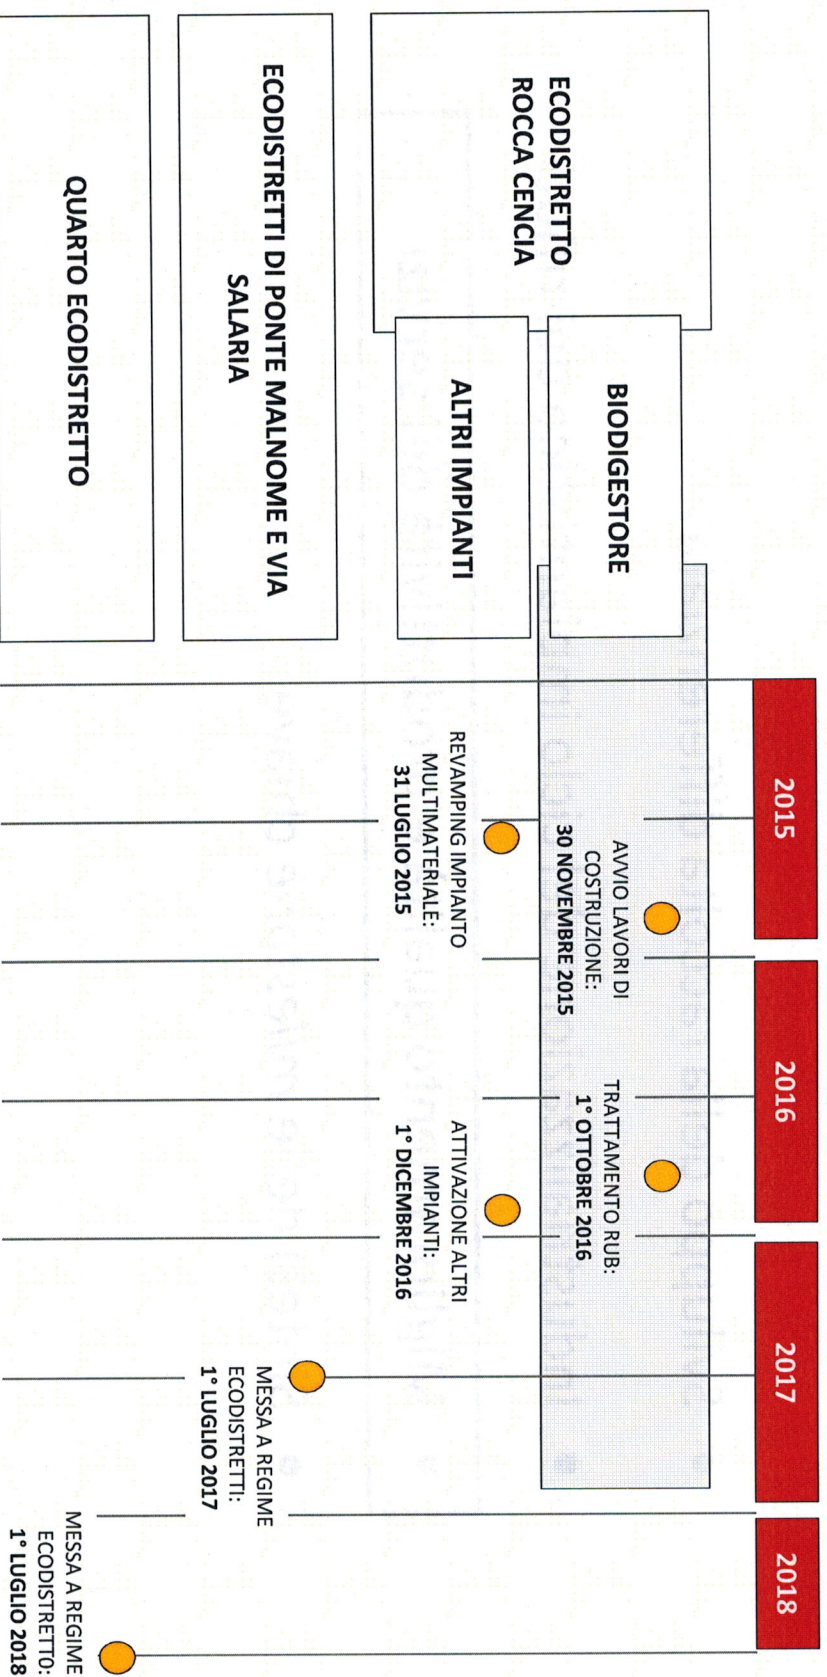 2015
2016
2017
2018
ECODISTRETTO
ROCCA CENCIA
BIODIGESTORE
AVVIO LAVORI DI
COSTRUZIONE:
30 NOVEMBRE 2015
TRATTAMENTO RUB:
1° OTTOBRE 2016
ALTRI IMPIANTI
REVAMPING IMPIANTO
MULTIMATERIALE:
31 LUGLIO 2015
ATTIVAZIONE ALTRI
IMPIANTI:
1° DICEMBRE 2016
ECODISTRETTI DI PONTE MALNOME E VIA
SALARIA
MESSA A REGIME
ECODISTRETTI:
1° LUGLIO 2017
QUARTO ECODISTRETTO
MESSA A REGIME
ECODISTRETTO:
1° LUGLIO 2018